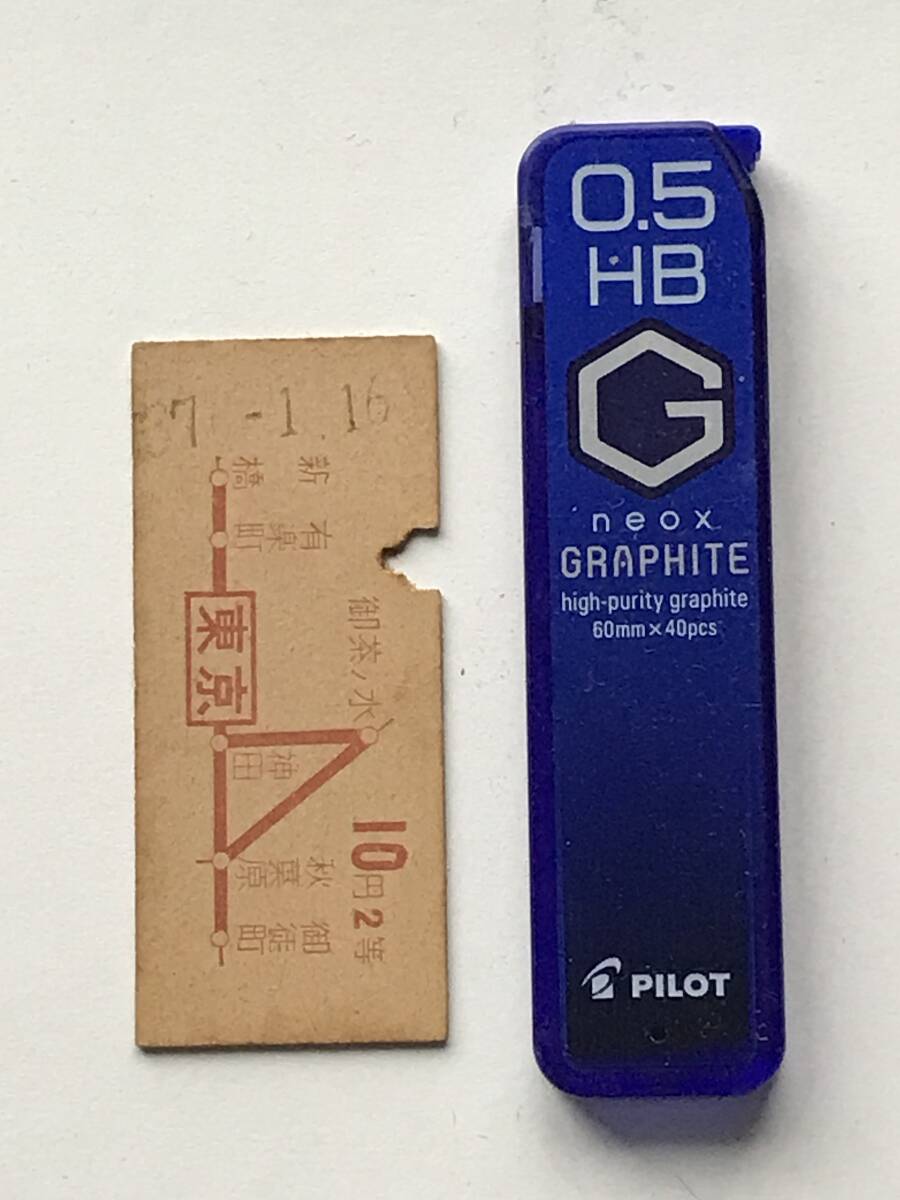 37.-1.16
新橋
有楽町
東京
御茶ノ水
神田
秋葉原
御徒町
10円2等
0.5
HB
G
neox
GRAPHITE
high-purity graphite
60mm×40pcs
PILOT